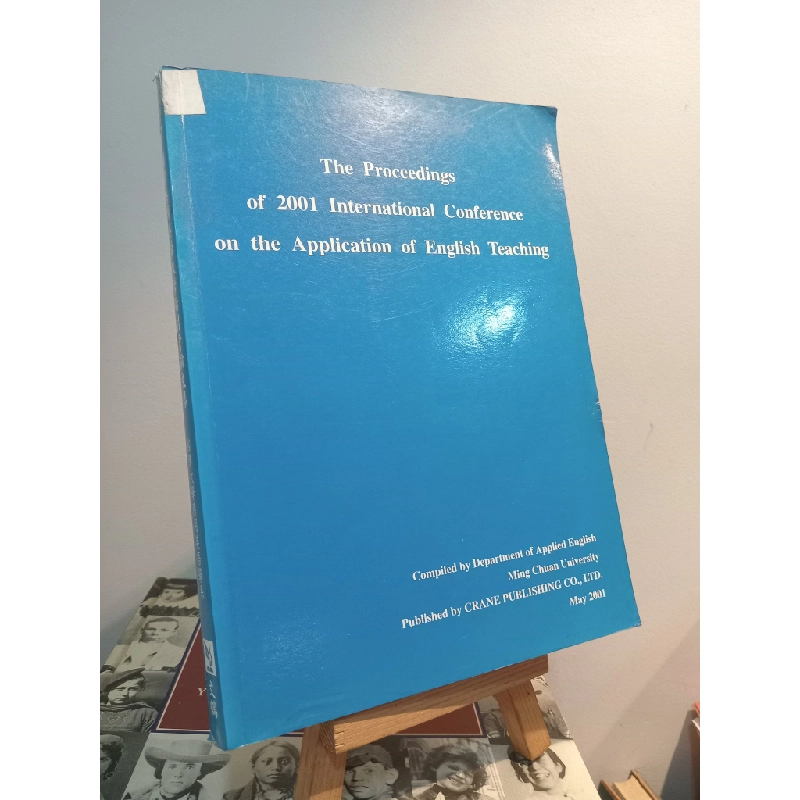 The Proceedings
of 2001 International Conference
on the Application of English Teaching
Compiled by Department of Applied English
Ming Chuan University
Published by CRANE PUBLISHING CO., LTD.
May 2001